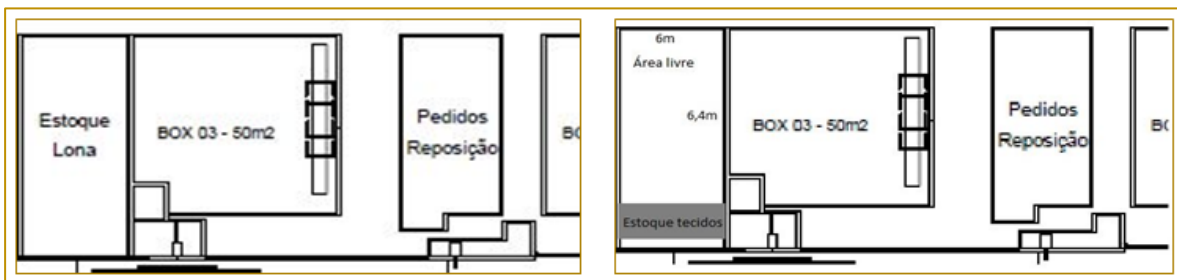 Estoque
Lona
BOX 03 - 50m2
Pedidos
Reposição
6m
Área livre
6,4m
BOX 03 - 50m2
Pedidos
Reposição
Estoque tecidos